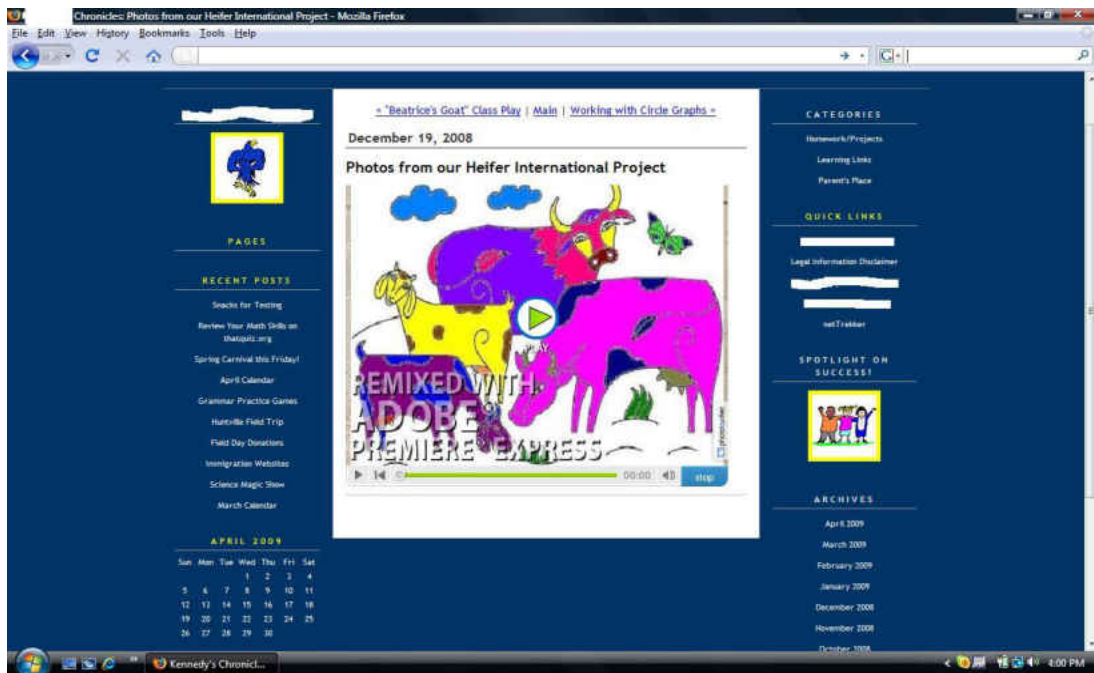 Chronicles: Photos from our Heifer International Project - Mozilla Firefox
File Edit View History Bookmarks Tools Help
G
PAGES
RECENT POSTS
Snacks for Testing
Review Your Math Skills on
thatquiz.org
Spring Carnival this Friday!
April Calendar
Grammar Practice Games
Huntville Field Trip
Field Day Donations
Immigration Websites
Science Magic Show
March Calendar
APRIL 2009
Sun Mon Tue Wed Thu Fri Sat
1 2 3 4
5 6 7 8 9 10 11
12 13 14 15 16 17 18
19 20 21 22 23 24 25
26 27 28 29 30
« "Beatrice's Goat" Class Play | Main | Working with Circle Graphs »
December 19, 2008
Photos from our Heifer International Project
PLAY
REMIXED WITH
ADOBE®
PREMIERE® EXPRESS
photobucket
00:00
stop
CATEGORIES
Homework/Projects
Learning Links
Parent's Place
QUICK LINKS
Legal Information Disclaimer
netTrekker
SPOTLIGHT ON
SUCCESS!
ARCHIVES
April 2009
March 2009
February 2009
January 2009
December 2008
November 2008
October 2008
Kennedy's Chronicl...
4:00 PM